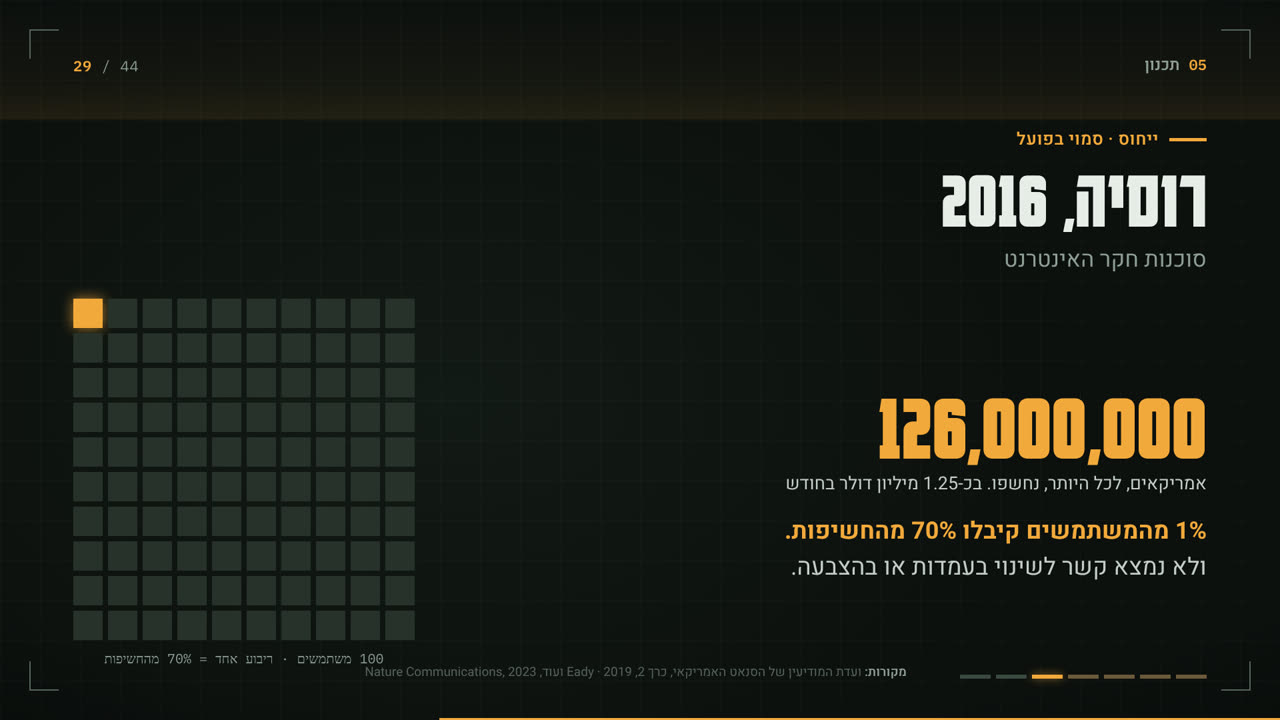 05 תכנון
29 / 44
ייחוס · סמוי בפועל
רוסיה, 2016
סוכנות חקר האינטרנט
126,000,000
אמריקאים, לכל היותר, נחשפו. בכ-1.25 מיליון דולר בחודש
1% מהמשתמשים קיבלו 70% מהחשיפות.
ולא נמצא קשר לשינוי בעמדות או בהצבעה.
100 משתמשים · ריבוע אחד = 70% מהחשיפות
מקורות: ועדת המודיעין של הסנאט האמריקאי, כרך 2, 2019 · Eady ועוד, Nature Communications, 2023